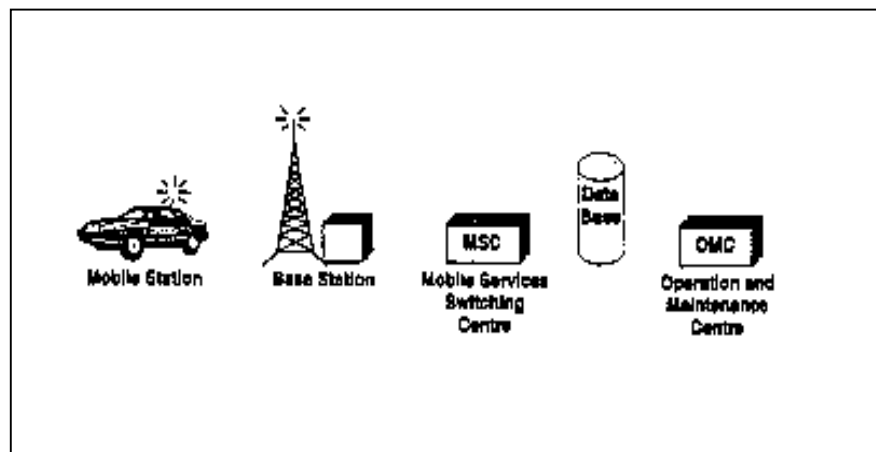 Data
Base
MSC
OMC
Mobile Station
Base Station
Mobile Services
Switching
Centre
Operation and
Maintenance
Centre